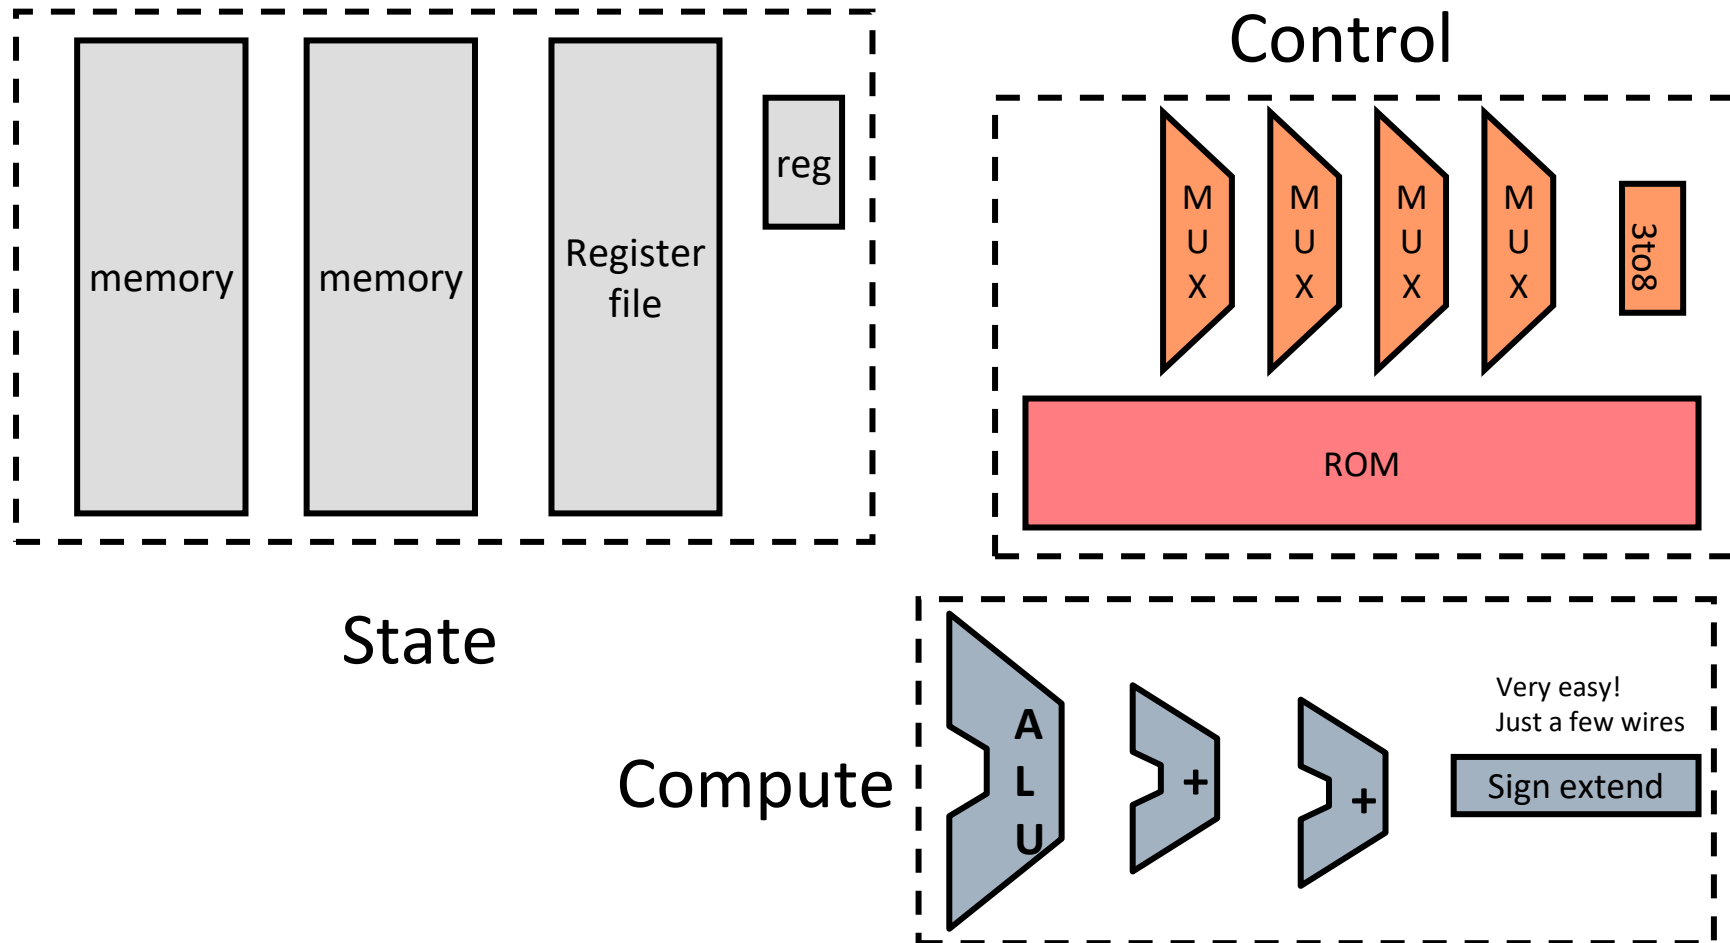 Control
memory
memory
Register
file
reg
M
U
X
M
U
X
M
U
X
M
U
X
3to8
ROM
State
Compute
A
L
U
+
+
Very easy!
Just a few wires
Sign extend